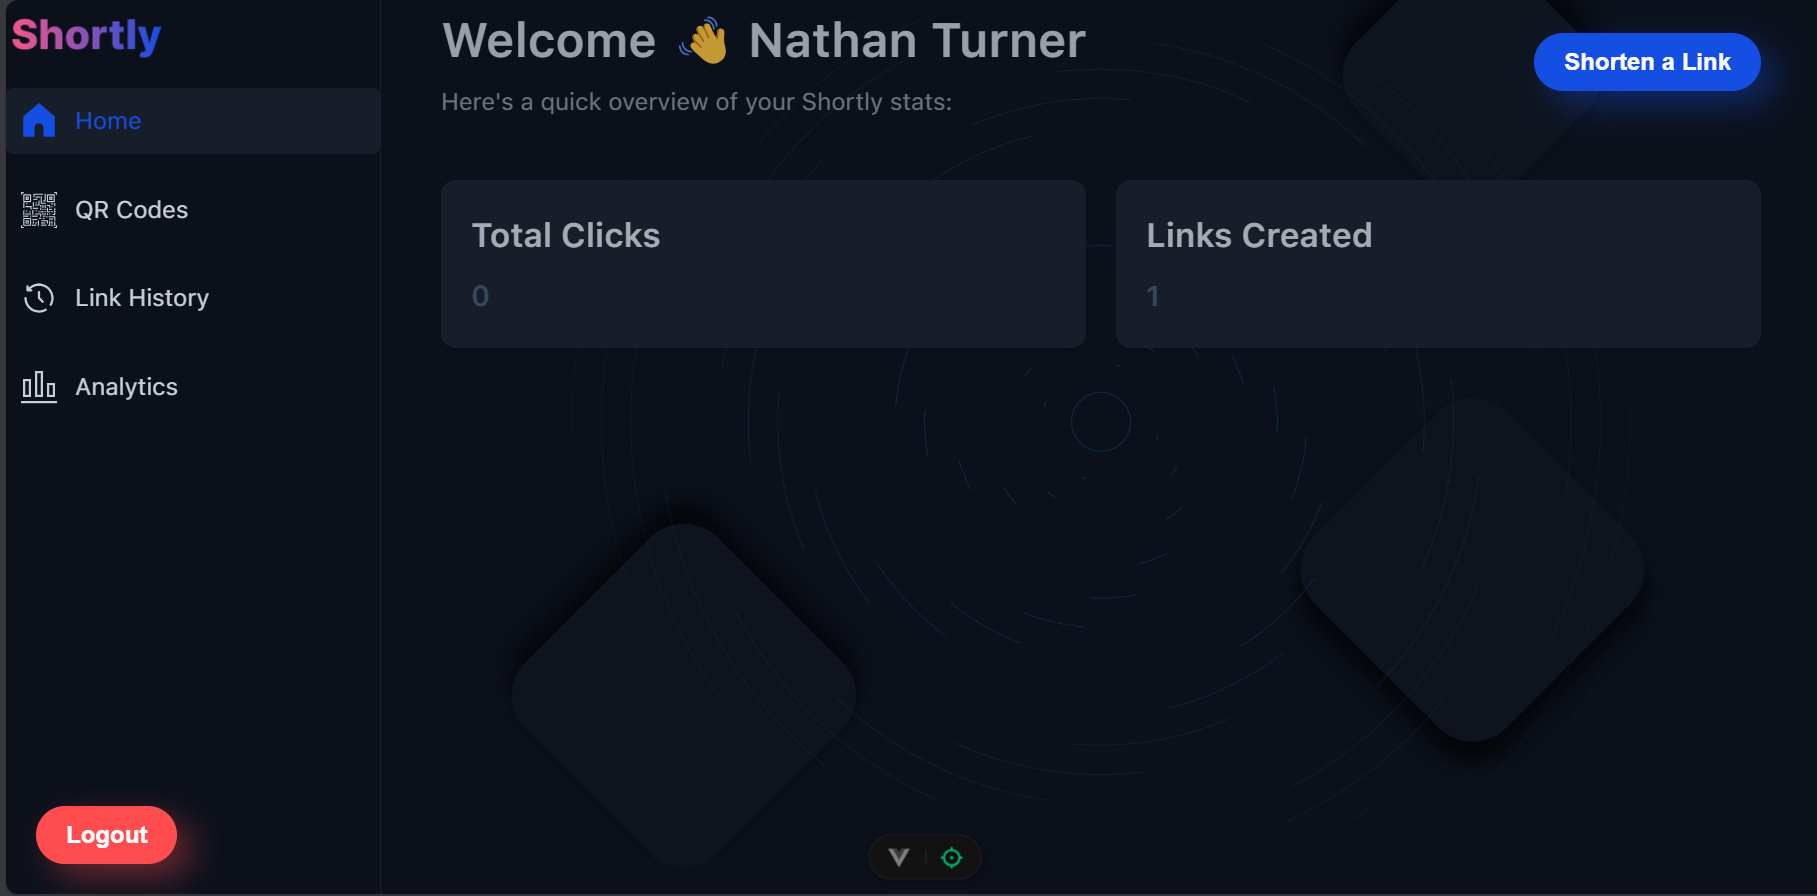 Shortly
Home
QR Codes
Link History
Analytics
Logout
Welcome 👋 Nathan Turner
Here's a quick overview of your Shortly stats:
Shorten a Link
Total Clicks
0
Links Created
1